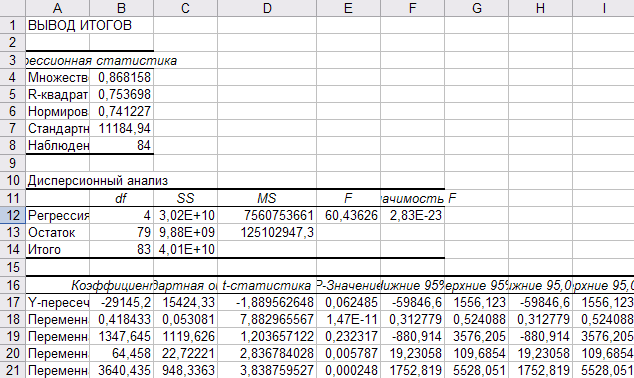 A B C D E F G H I
1 ВЫВОД ИТОГОВ
2
3 рессионная статистика
4 Множеств 0,868158
5 R-квадрат 0,753698
6 Нормиров 0,741227
7 Стандартн 11184,94
8 Наблюден 84
9
10 Дисперсионный анализ
11 df SS MS F ачимость F
12 Регрессия 4 3,02E+10 7560753661 60,43626 2,83E-23
13 Остаток 79 9,88E+09 125102947,3
14 Итого 83 4,01E+10
15
16 Коэффициент дартная о t-статистика P-Значение ижние 95% ерхние 95% ижние 95,0 ерхние 95,0
17 Y-пересеч -29145,2 15424,33 -1,889562648 0,062485 -59846,6 1556,123 -59846,6 1556,123
18 Переменн 0,418433 0,053081 7,882965567 1,47E-11 0,312779 0,524088 0,312779 0,524088
19 Переменн 1347,645 1119,626 1,203657122 0,232317 -880,914 3576,205 -880,914 3576,205
20 Переменн 64,458 22,72221 2,836784028 0,005787 19,23058 109,6854 19,23058 109,6854
21 Переменн 3640,435 948,3363 3,838759527 0,000248 1752,819 5528,051 1752,819 5528,051